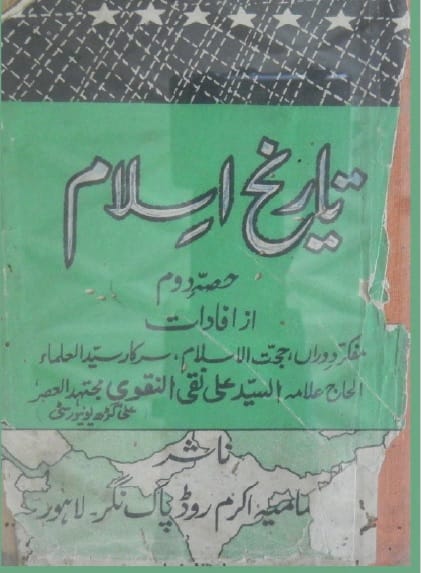 تاریخ اسلام
حصہ دوم
از افادات
مفکر دوراں، حجت الاسلام، سرکار سید العلماء
الحاج علامہ السید علی نقی النقوی مجتہد العصر
علی گڑھ یونیورسٹی
ناشر
اکرم روڈ پاک نگر۔ لاہور